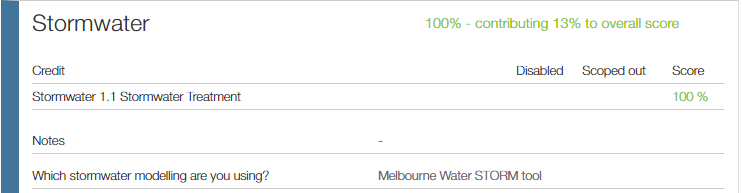 Stormwater 100% - contributing 13% to overall score
Credit Disabled Scoped out Score
Stormwater 1.1 Stormwater Treatment 100 %
Notes -
Which stormwater modelling are you using? Melbourne Water STORM tool